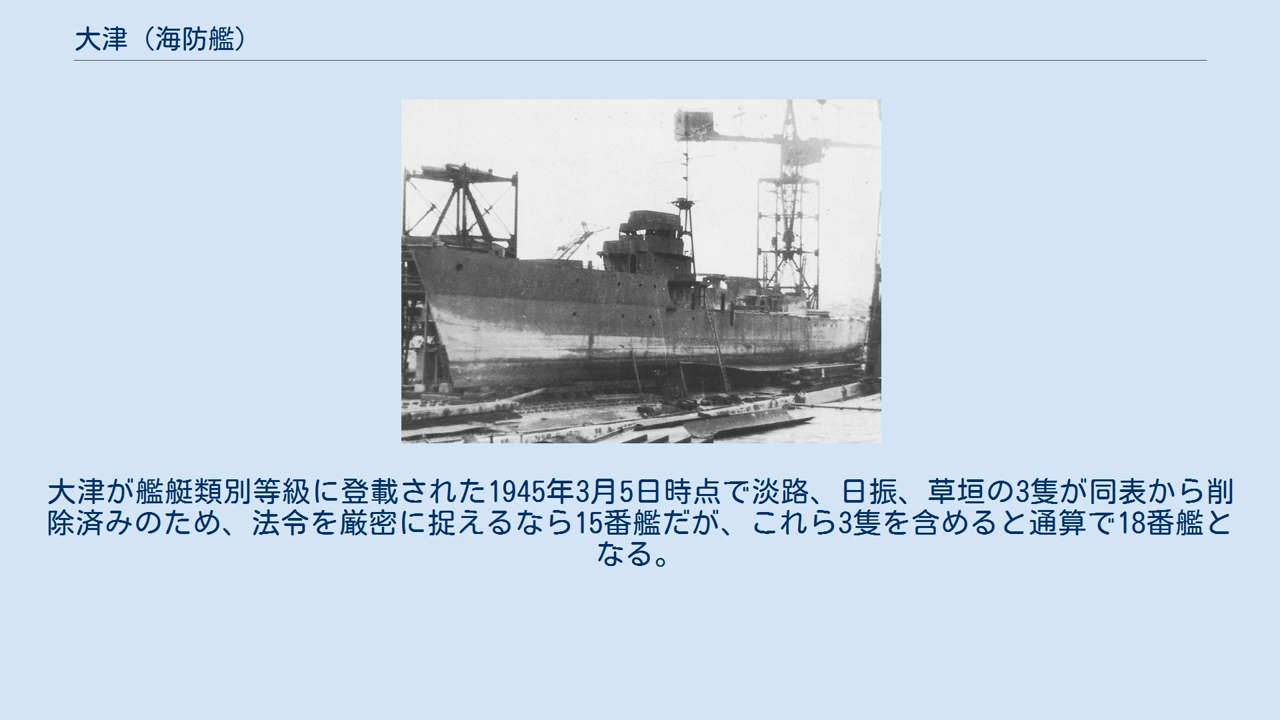 大津（海防艦）
大津が艦艇類別等級に登載された1945年3月5日時点で淡路、日振、草垣の3隻が同表から削
除済みのため、法令を厳密に捉えるなら15番艦だが、これら3隻を含めると通算で18番艦と
なる。